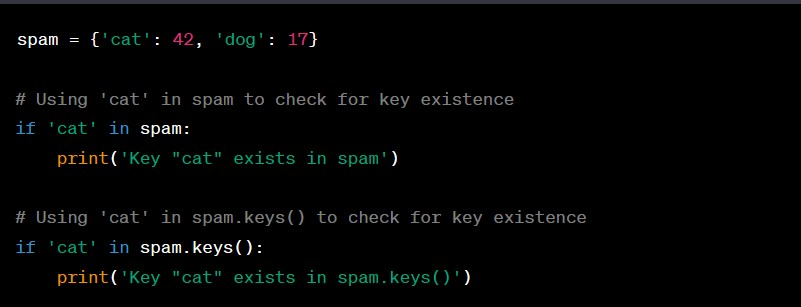 spam = {'cat': 42, 'dog': 17}
# Using 'cat' in spam to check for key existence
if 'cat' in spam:
    print('Key "cat" exists in spam')
# Using 'cat' in spam.keys() to check for key existence
if 'cat' in spam.keys():
    print('Key "cat" exists in spam.keys()')